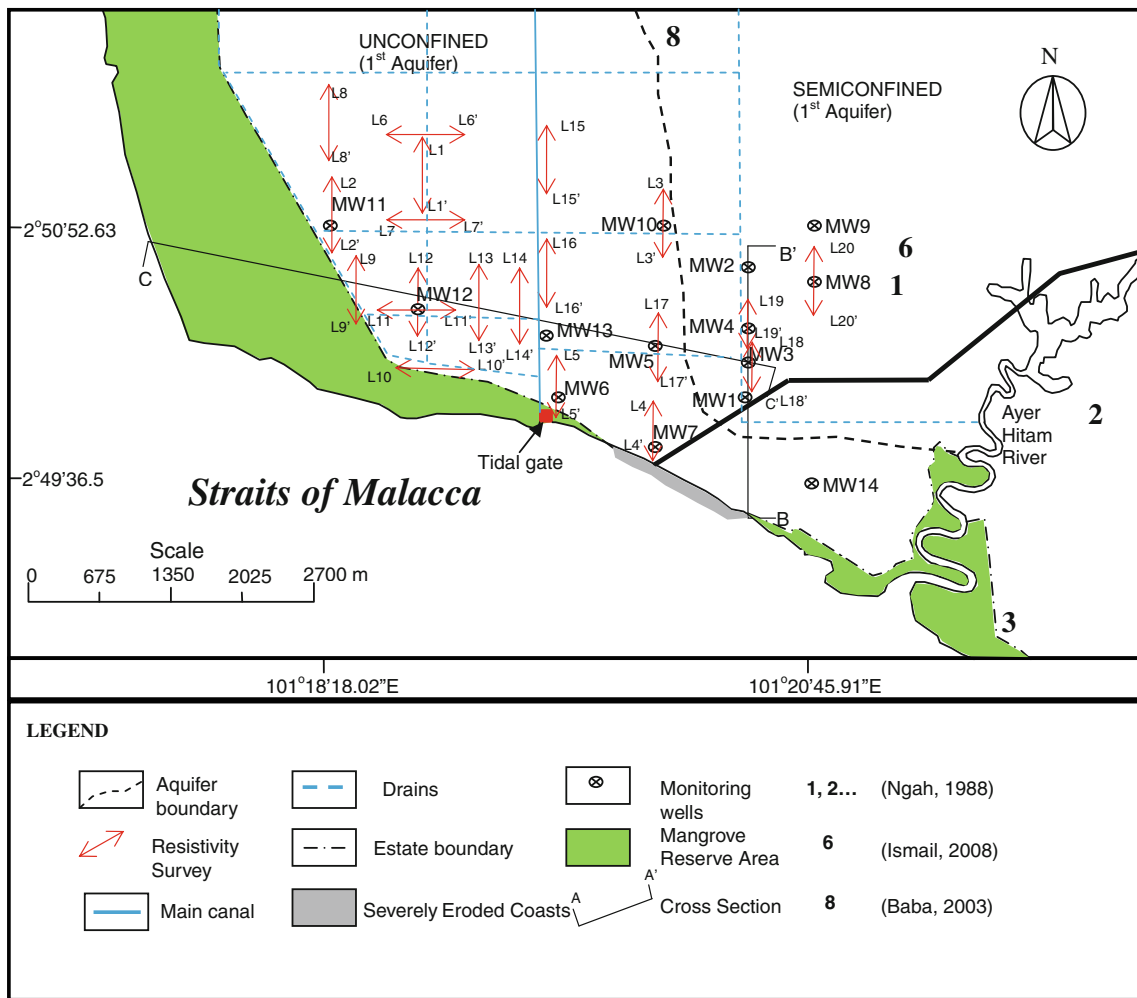 UNCONFINED
(1st Aquifer)
8
N
SEMICONFINED
(1st Aquifer)
L8
L6
L6'
L15
L1
L8'
L2
L3
MW11
L1'
L15'
MW10
MW9
2°50'52.63
L7
L7'
L2'
L16
L3'
B'
L20
6
C
L9
L12
L13
L14
MW2
MW8
1
MW12
L16'
L17
L19
L20'
L9'
L11
L11'
MW13
MW4
L19'
L12'
L13'
L14'
L18
L5
MW5
MW3
L10
L10'
L17'
MW6
L4
MW1
C'
L18'
L5'
2
Ayer
Hitam
River
MW7
L4'
Tidal gate
2°49'36.5
Straits of Malacca
MW14
B
Scale
0 675 1350 2025 2700 m
3
101°18'18.02"E
101°20'45.91"E
LEGEND
Aquifer
boundary
Drains
Monitoring
wells
1, 2...
(Ngah, 1988)
Resistivity
Survey
Estate boundary
Mangrove
Reserve Area
6
(Ismail, 2008)
Main canal
Severely Eroded Coasts
A
A'
Cross Section
8
(Baba, 2003)